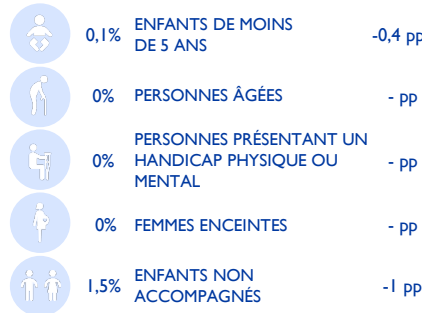 0,1% ENFANTS DE MOINS DE 5 ANS -0,4 pp
0% PERSONNES ÂGÉES - pp
0% PERSONNES PRÉSENTANT UN HANDICAP PHYSIQUE OU MENTAL - pp
0% FEMMES ENCEINTES - pp
1,5% ENFANTS NON ACCOMPAGNÉS -1 pp